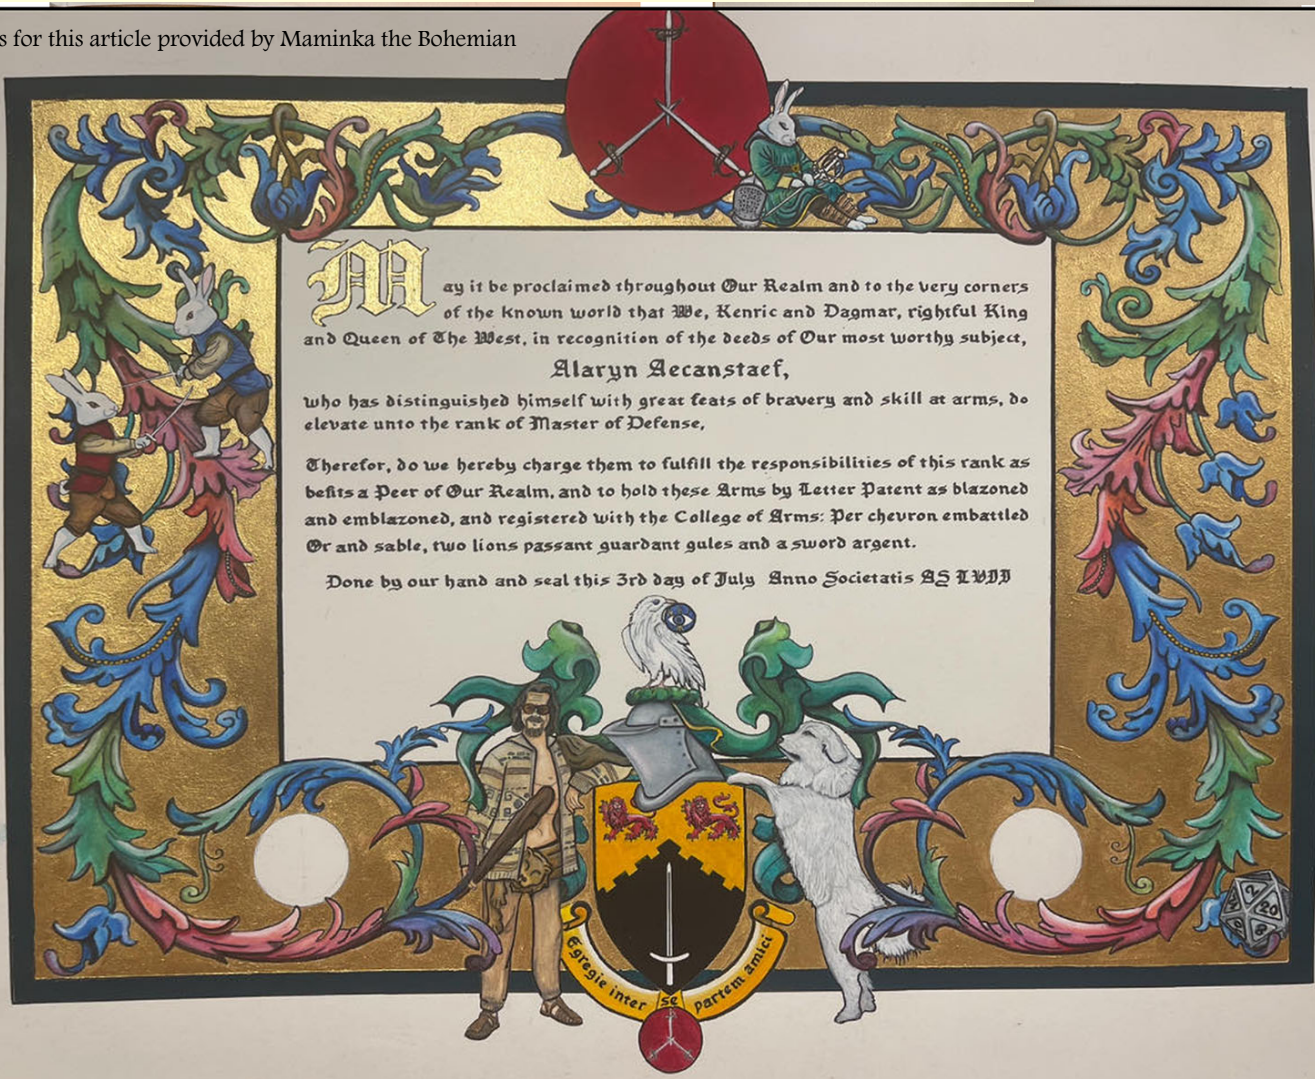 s for this article provided by Maminka the Bohemian
May it be proclaimed throughout Our Realm and to the very corners
of the known world that We, Kenric and Dagmar, rightful King
and Queen of The West, in recognition of the deeds of Our most worthy subject,
Alaryn Aecanstaef,
who has distinguished himself with great feats of bravery and skill at arms, do
elevate unto the rank of Master of Defense,
Therefor, do we hereby charge them to fulfill the responsibilities of this rank as
befits a Peer of Our Realm, and to hold these Arms by Letter Patent as blazoned
and emblazoned, and registered with the College of Arms: Per chevron embattled
Or and sable, two lions passant guardant gules and a sword argent.
Done by our hand and seal this 3rd day of July Anno Societatis AS LVII
Egregie inter se partem amici
2
20
8